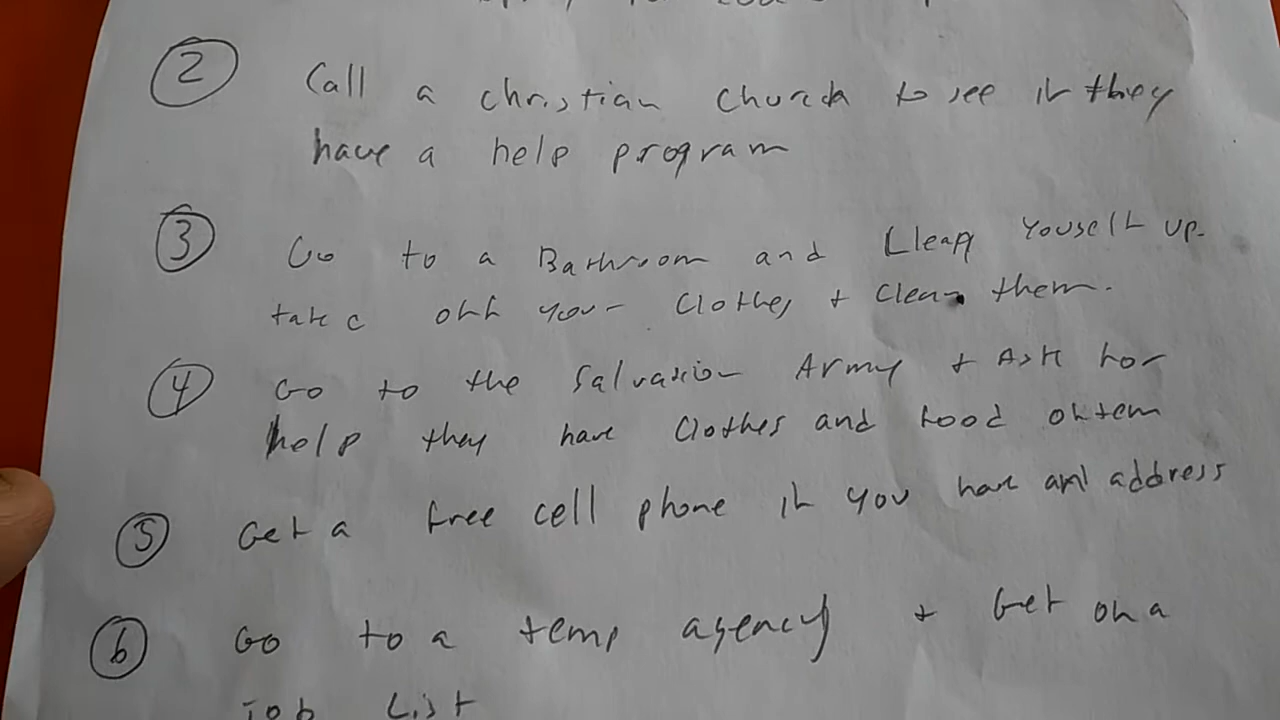 ② Call a christian church to see if they
have a help program
③ Go to a Bathroom and Clean Youself up.
take off your Clothes + Clean them.
④ Go to the Salvation Army + Ask for
help they have Clothes and food often
⑤ Get a free cell phone if you have an address
⑥ Go to a temp agency + Get on a
job List